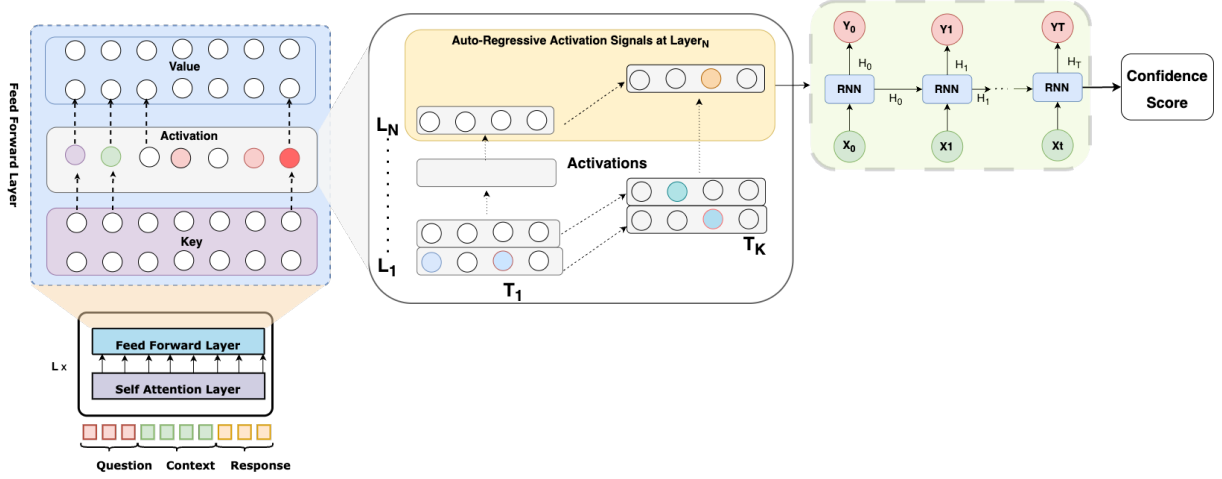 Feed Forward Layer
Value
Activation
Key
L x
Feed Forward Layer
Self Attention Layer
Question Context Response
Auto-Regressive Activation Signals at Layer_N
L_N
Activations
L_1
T_1
T_K
Y_0 Y1 YT
H_0 H_1 H_T
RNN RNN RNN
H_0 H_1
X_0 X1 Xt
Confidence
Score